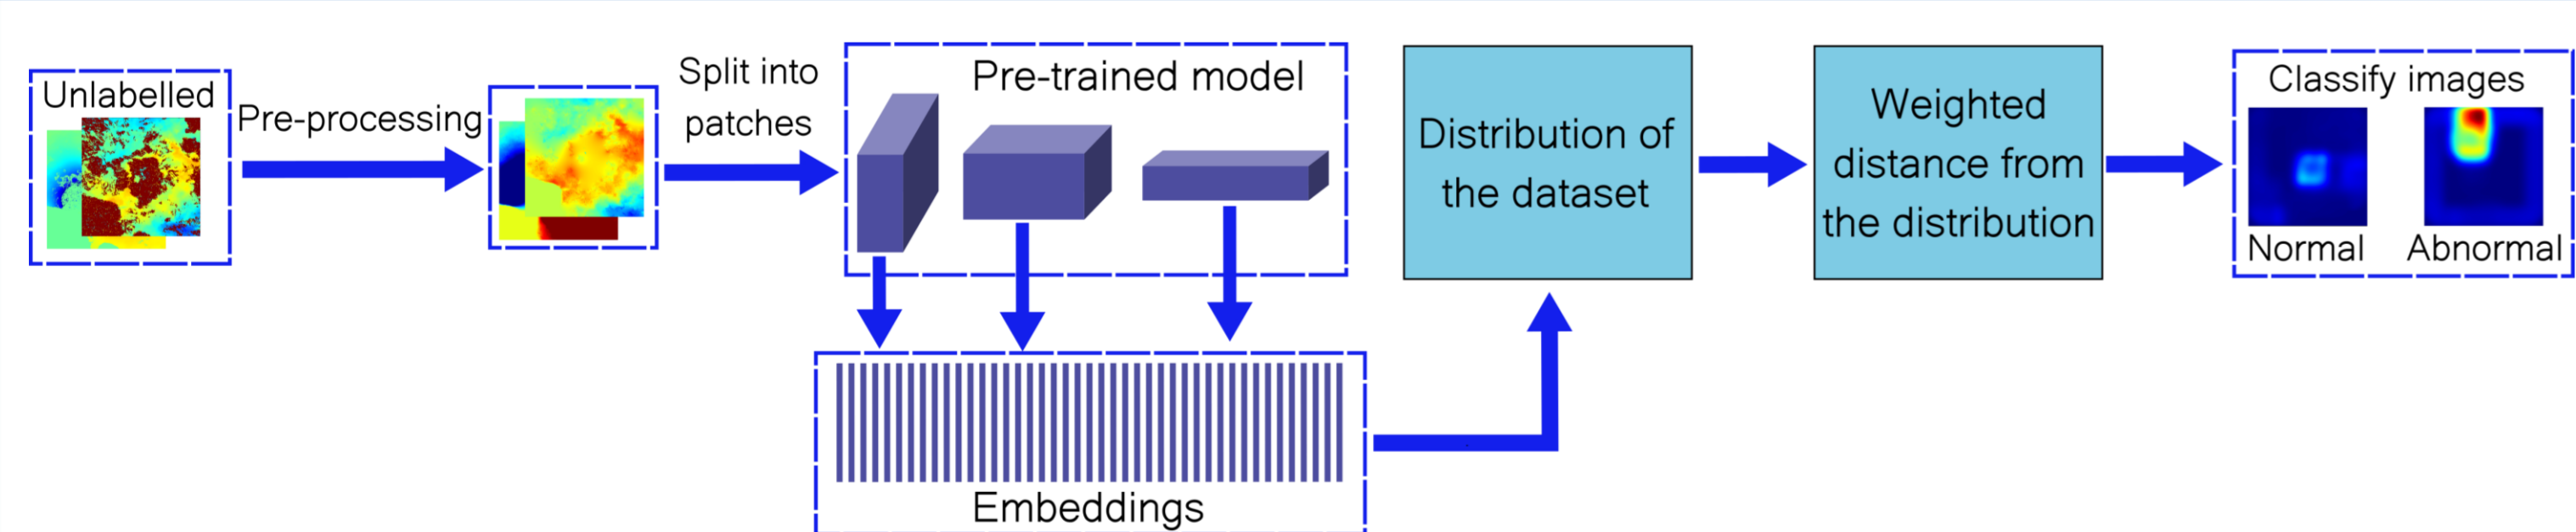 Unlabelled
Pre-processing
Split into
patches
Pre-trained model
Embeddings
Distribution of
the dataset
Weighted
distance from
the distribution
Classify images
Normal
Abnormal